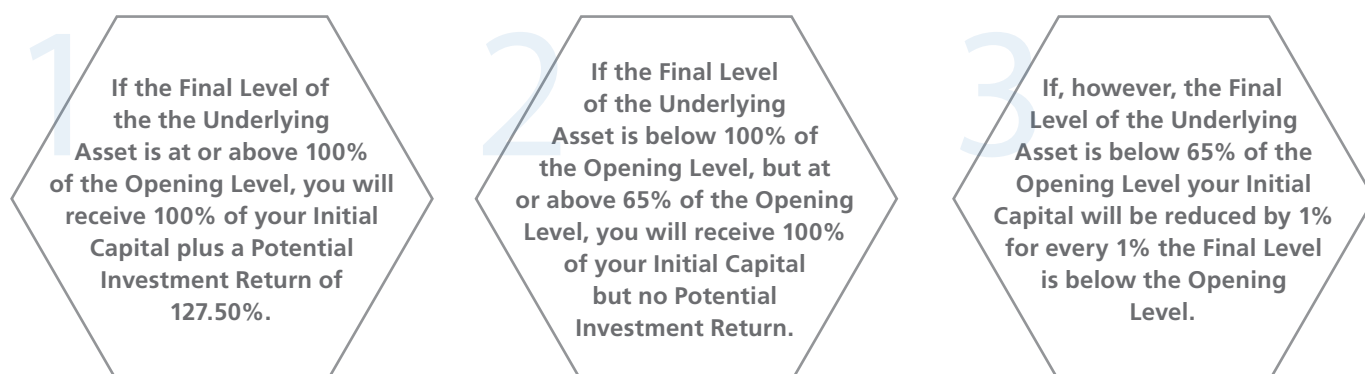 1
If the Final Level of
the the Underlying
Asset is at or above 100%
of the Opening Level, you will
receive 100% of your Initial
Capital plus a Potential
Investment Return of
127.50%.
2
If the Final Level
of the Underlying
Asset is below 100% of
the Opening Level, but at
or above 65% of the Opening
Level, you will receive 100%
of your Initial Capital
but no Potential
Investment Return.
3
If, however, the Final
Level of the Underlying
Asset is below 65% of the
Opening Level your Initial
Capital will be reduced by 1%
for every 1% the Final Level
is below the Opening
Level.